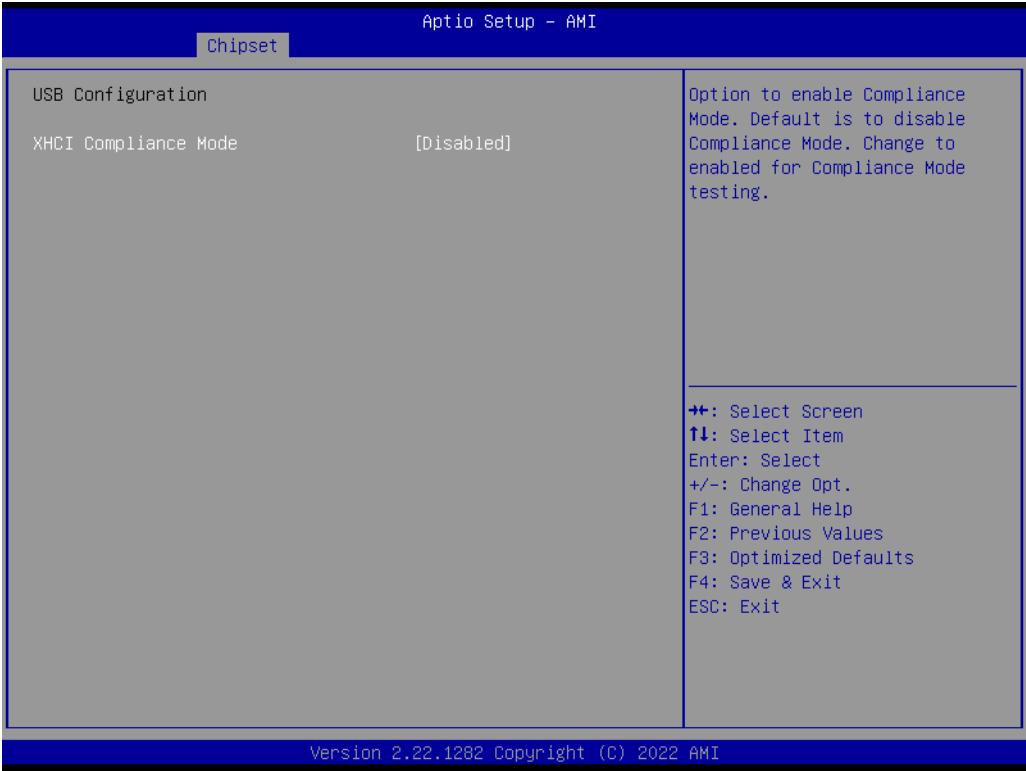 Aptio Setup - AMI
Chipset
USB Configuration
XHCI Compliance Mode [Disabled]
Option to enable Compliance
Mode. Default is to disable
Compliance Mode. Change to
enabled for Compliance Mode
testing.
→←: Select Screen
↑↓: Select Item
Enter: Select
+/-: Change Opt.
F1: General Help
F2: Previous Values
F3: Optimized Defaults
F4: Save & Exit
ESC: Exit
Version 2.22.1282 Copyright (C) 2022 AMI